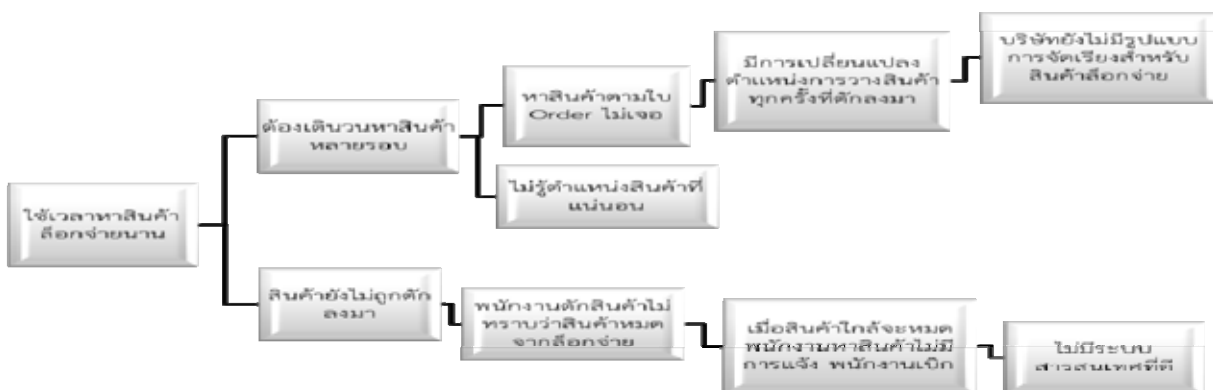 ใช้เวลาหาสินค้า
ล็อกจ่ายนาน
ต้องเดินวนหาสินค้า
หลายรอบ
หาสินค้าตามใบ
Order ไม่เจอ
มีการเปลี่ยนแปลง
ตำแหน่งการวางสินค้า
ทุกครั้งที่ตักลงมา
บริษัทยังไม่มีรูปแบบ
การจัดเรียงสำหรับ
สินค้าล็อกจ่าย
ไม่รู้ตำแหน่งสินค้าที่
แน่นอน
สินค้ายังไม่ถูกตัก
ลงมา
พนักงานตักสินค้าไม่
ทราบว่าสินค้าหมด
จากล็อกจ่าย
เมื่อสินค้าใกล้จะหมด
พนักงานหาสินค้าไม่มี
การแจ้ง พนักงานเบิก
ไม่มีระบบ
สารสนเทศที่ดี